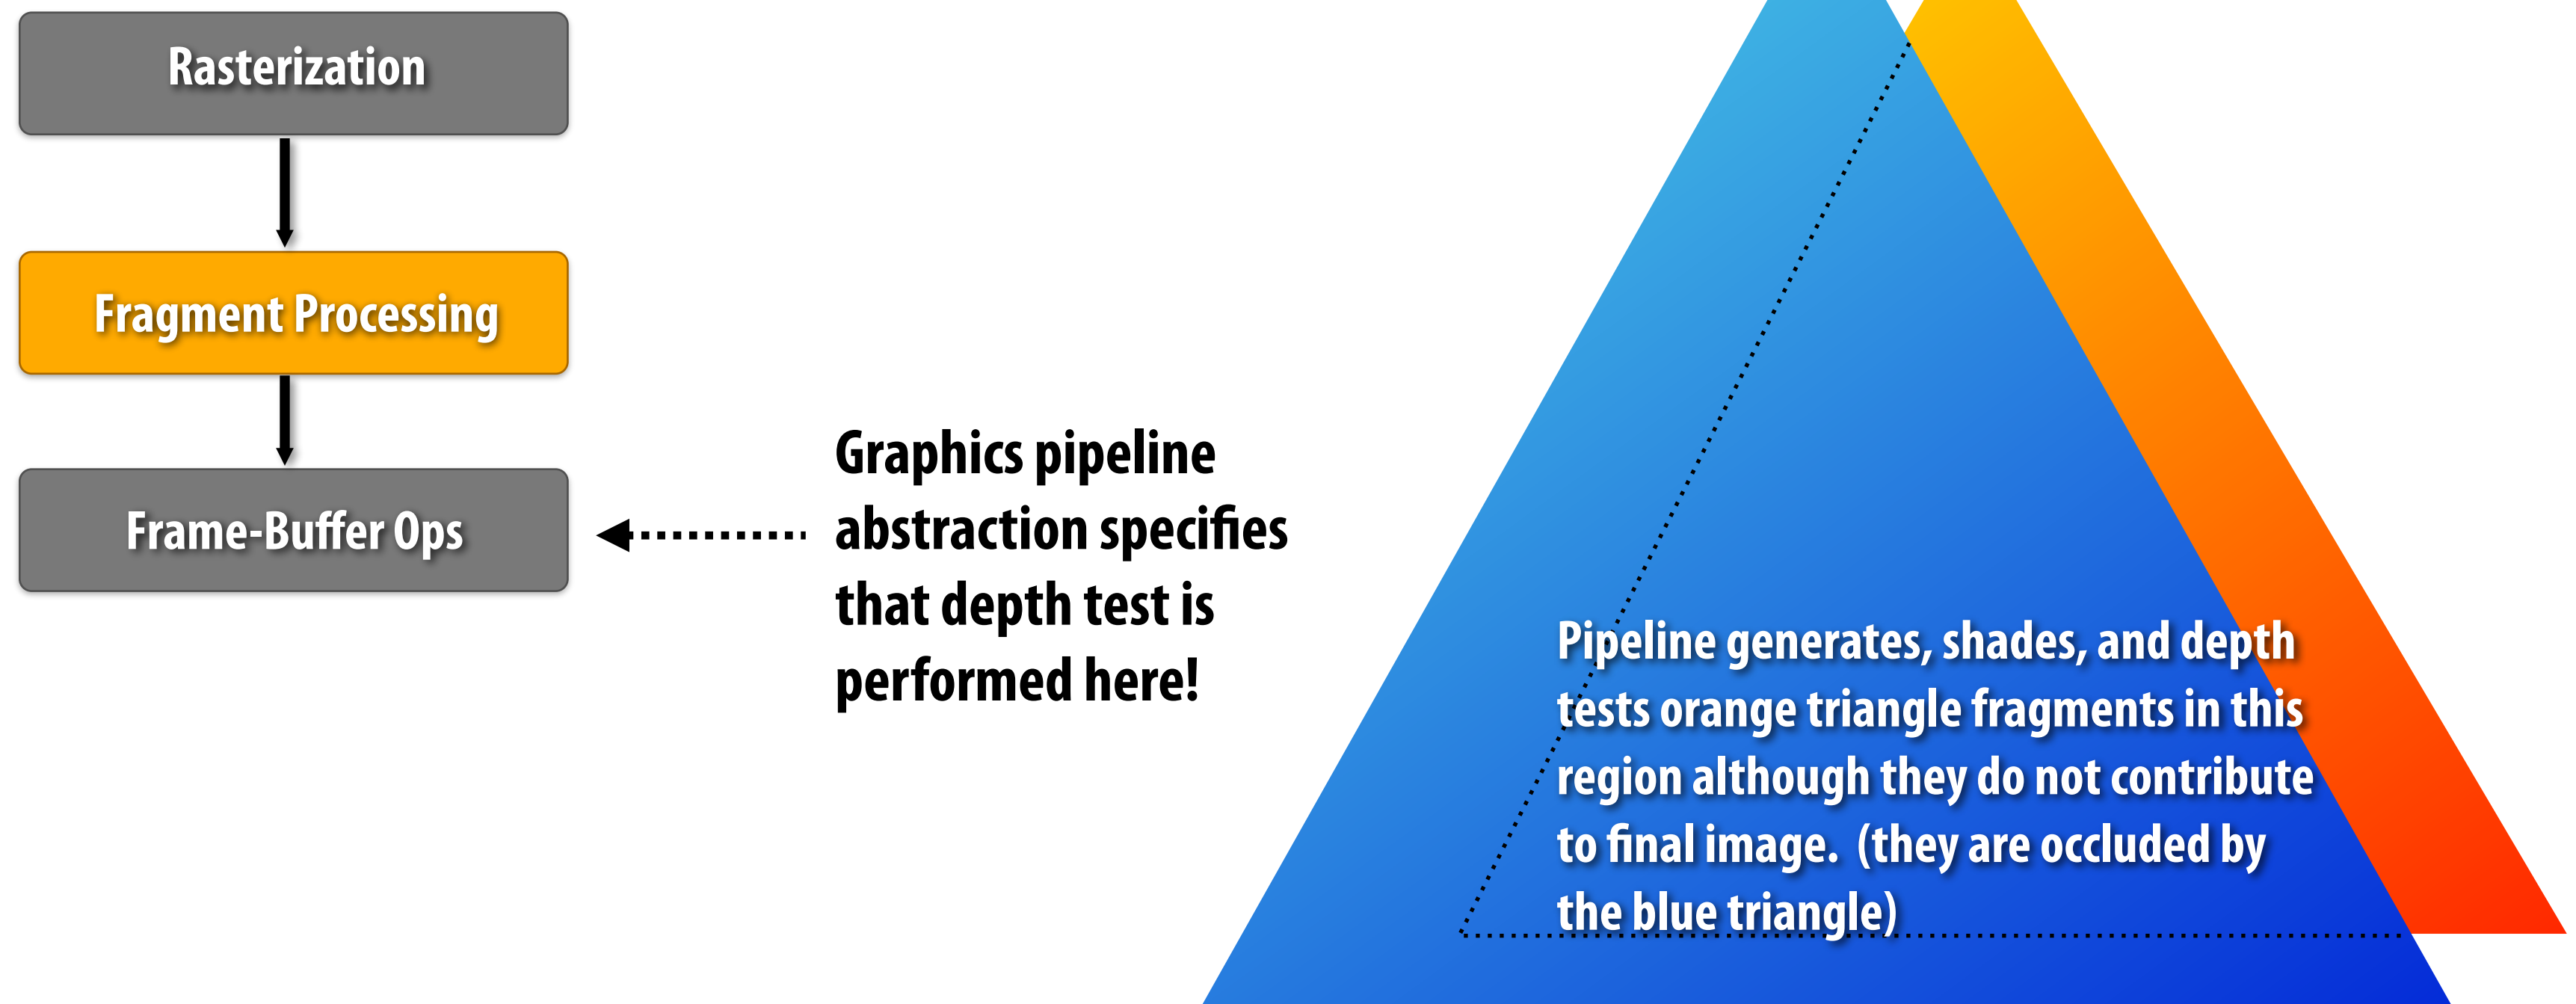 Rasterization
Fragment Processing
Frame-Buffer Ops
Graphics pipeline
abstraction specifies
that depth test is
performed here!
Pipeline generates, shades, and depth
tests orange triangle fragments in this
region although they do not contribute
to final image.  (they are occluded by
the blue triangle)